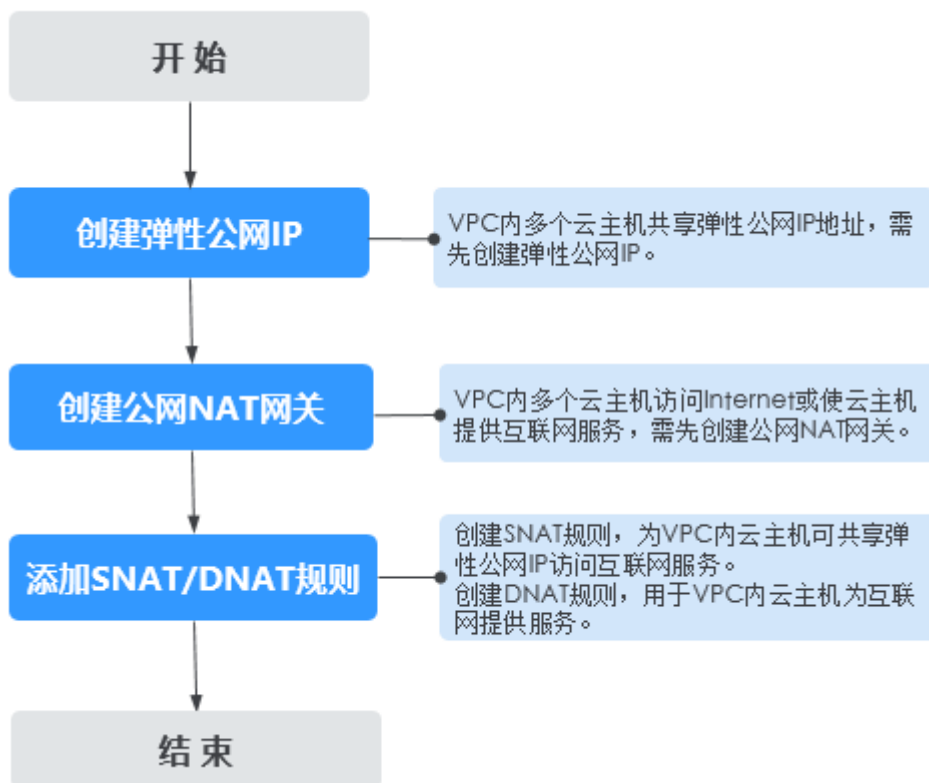 开 始
创建弹性公网IP
VPC内多个云主机共享弹性公网IP地址，需
先创建弹性公网IP。
创建公网NAT网关
VPC内多个云主机访问Internet或使云主机
提供互联网服务，需先创建公网NAT网关。
添加SNAT/DNAT规则
创建SNAT规则，为VPC内云主机可共享弹
性公网IP访问互联网服务。
创建DNAT规则，用于VPC内云主机为互联
网提供服务。
结 束